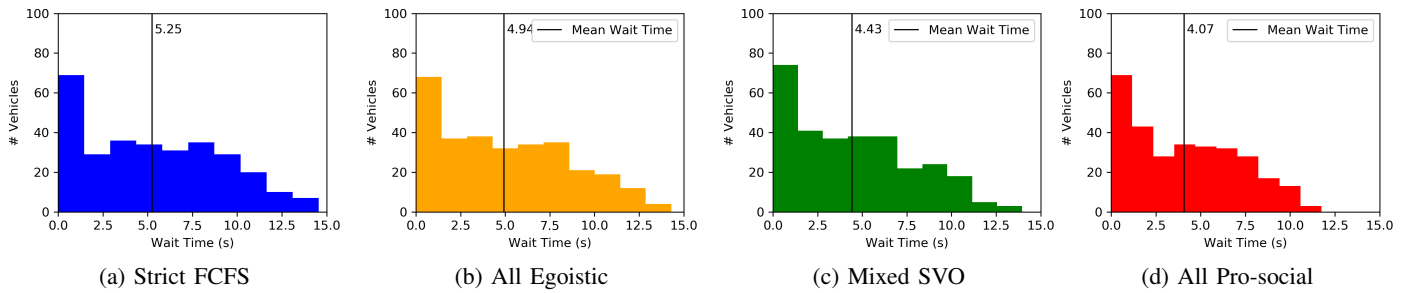 100
80
60
40
20
0
# Vehicles
5.25
0.0 2.5 5.0 7.5 10.0 12.5 15.0
Wait Time (s)
(a) Strict FCFS
100
80
60
40
20
0
# Vehicles
4.94
Mean Wait Time
0.0 2.5 5.0 7.5 10.0 12.5 15.0
Wait Time (s)
(b) All Egoistic
100
80
60
40
20
0
# Vehicles
4.43
Mean Wait Time
0.0 2.5 5.0 7.5 10.0 12.5 15.0
Wait Time (s)
(c) Mixed SVO
100
80
60
40
20
0
# Vehicles
4.07
Mean Wait Time
0.0 2.5 5.0 7.5 10.0 12.5 15.0
Wait Time (s)
(d) All Pro-social